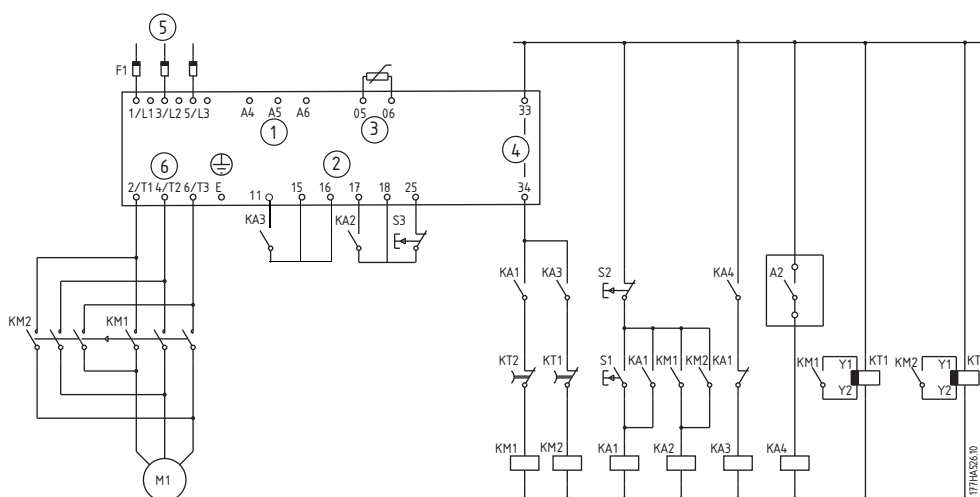 5
F1
1/L1 3/L2 5/L3 A4 A5 A6 05 06 33
1 3
2 4
6
2/T1 4/T2 6/T3 E 11 15 16 17 18 25 34
KA3 KA2 S3
KA1 KA3 S2 KA4 A2
KM2 KM1
KT2 KT1 S1 KA1 KM1 KM2 KA1 KM1 Y1 KT1 KM2 Y1 KT
Y2 Y2
KM1 KM2 KA1 KA2 KA3 KA4
M1
177HA526.10